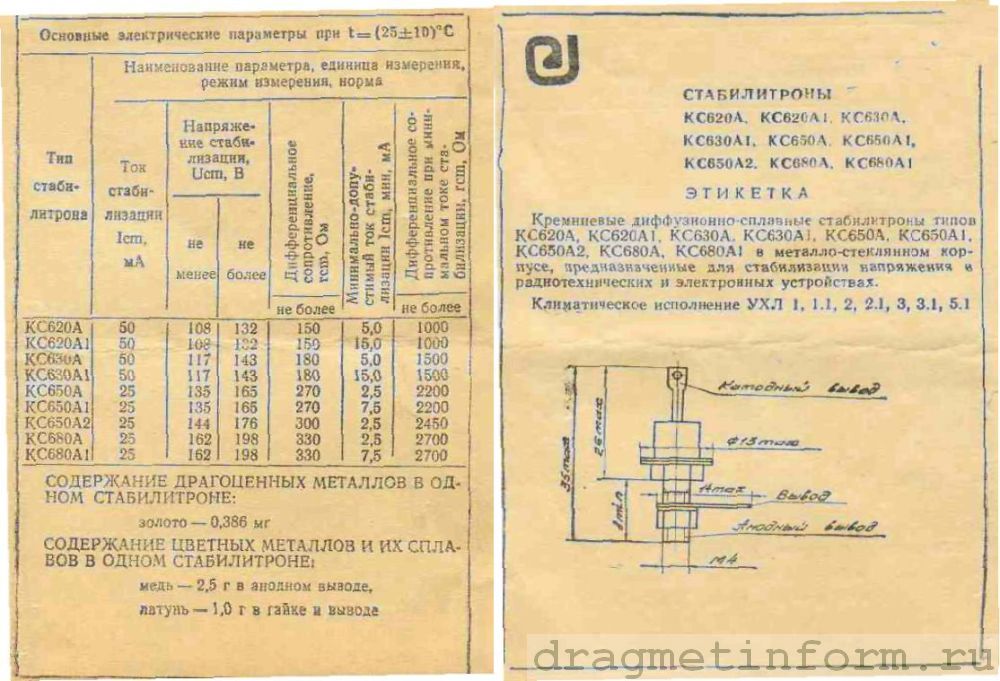 Основные электрические параметры при t=(25±10)°C
Тип
стаби-
литрона
Наименование параметра, единица измерения,
режим измерения, норма
Ток
стаби-
лизации
Iст,
мА
Напряже-
ние стаби-
лизации,
Uст, В
не
менее
не
более
Дифференциальное
сопротивление,
rст, Ом
не более
Минимально-допу-
стимый ток стаби-
лизации Iст, мин, мА
Дифференциальное со-
противление при мини-
мальном токе ста-
билизации, rст, Ом
не более
КС620А 50 108 132 150 5,0 1000
КС620А1 50 108 132 150 15,0 1000
КС630А 50 117 143 180 5,0 1500
КС630А1 50 117 143 180 15,0 1500
КС650А 25 135 165 270 2,5 2200
КС650А1 25 135 165 270 7,5 2200
КС650А2 25 144 176 300 2,5 2450
КС680А 25 162 198 330 2,5 2700
КС680А1 25 162 198 330 7,5 2700
СОДЕРЖАНИЕ ДРАГОЦЕННЫХ МЕТАЛЛОВ В ОД-
НОМ СТАБИЛИТРОНЕ:
золото — 0,386 мг
СОДЕРЖАНИЕ ЦВЕТНЫХ МЕТАЛЛОВ И ИХ СПЛА-
ВОВ В ОДНОМ СТАБИЛИТРОНЕ:
медь — 2,5 г в анодном выводе,
латунь — 1,0 г в гайке и выводе
СТАБИЛИТРОНЫ
КС620А, КС620А1, КС630А,
КС630А1, КС650А, КС650А1,
КС650А2, КС680А, КС680А1
ЭТИКЕТКА
Кремниевые диффузионно-сплавные стабилитроны типов
КС620А, КС620А1, КС630А, КС630А1, КС650А, КС650А1,
КС650А2, КС680А, КС680А1 в металло-стеклянном кор-
пусе, предназначенные для стабилизации напряжения в
радиотехнических и электронных устройствах.
Климатическое исполнение УХЛ 1, 1.1, 2, 2.1, 3, 3.1, 5.1
Катодный вывод
35max
26max
⌀13max
8min
4max
Вывод
Анодный вывод
М4
dragmetinform.ru